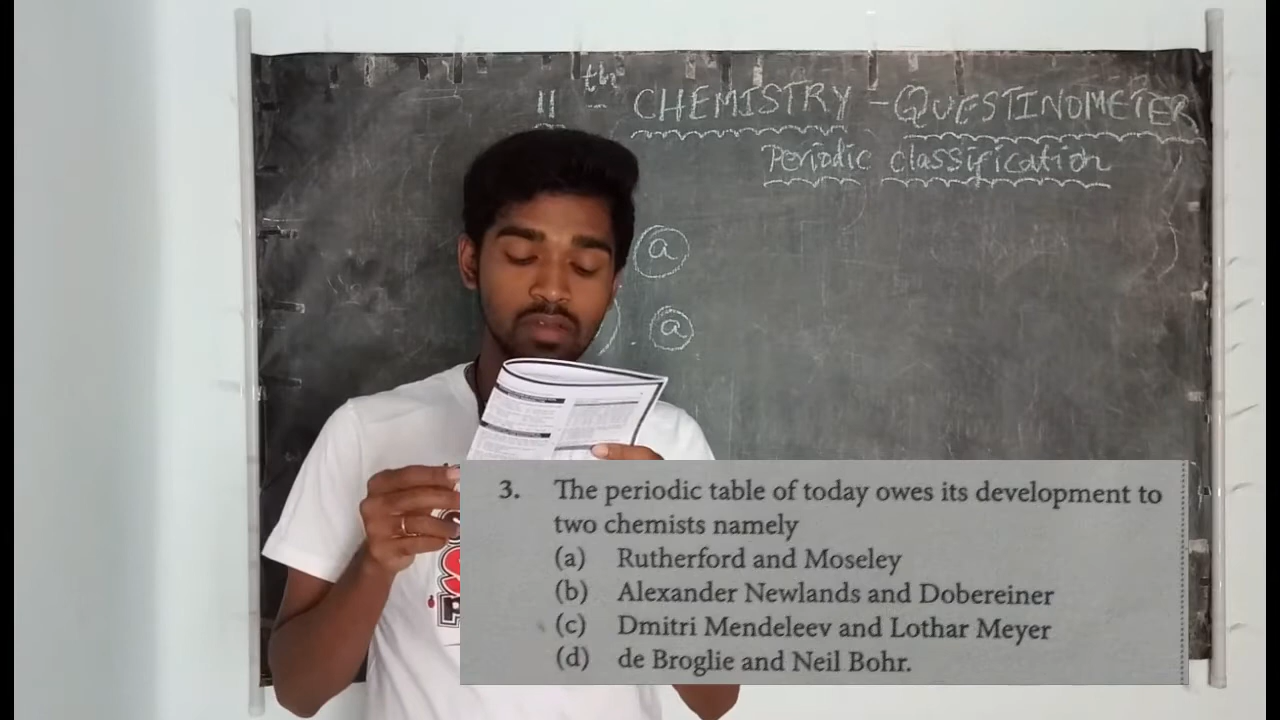 11th CHEMISTRY - QUESTINOMETER
Periodic classification
a
a
3. The periodic table of today owes its development to
two chemists namely
(a) Rutherford and Moseley
(b) Alexander Newlands and Dobereiner
(c) Dmitri Mendeleev and Lothar Meyer
(d) de Broglie and Neil Bohr.